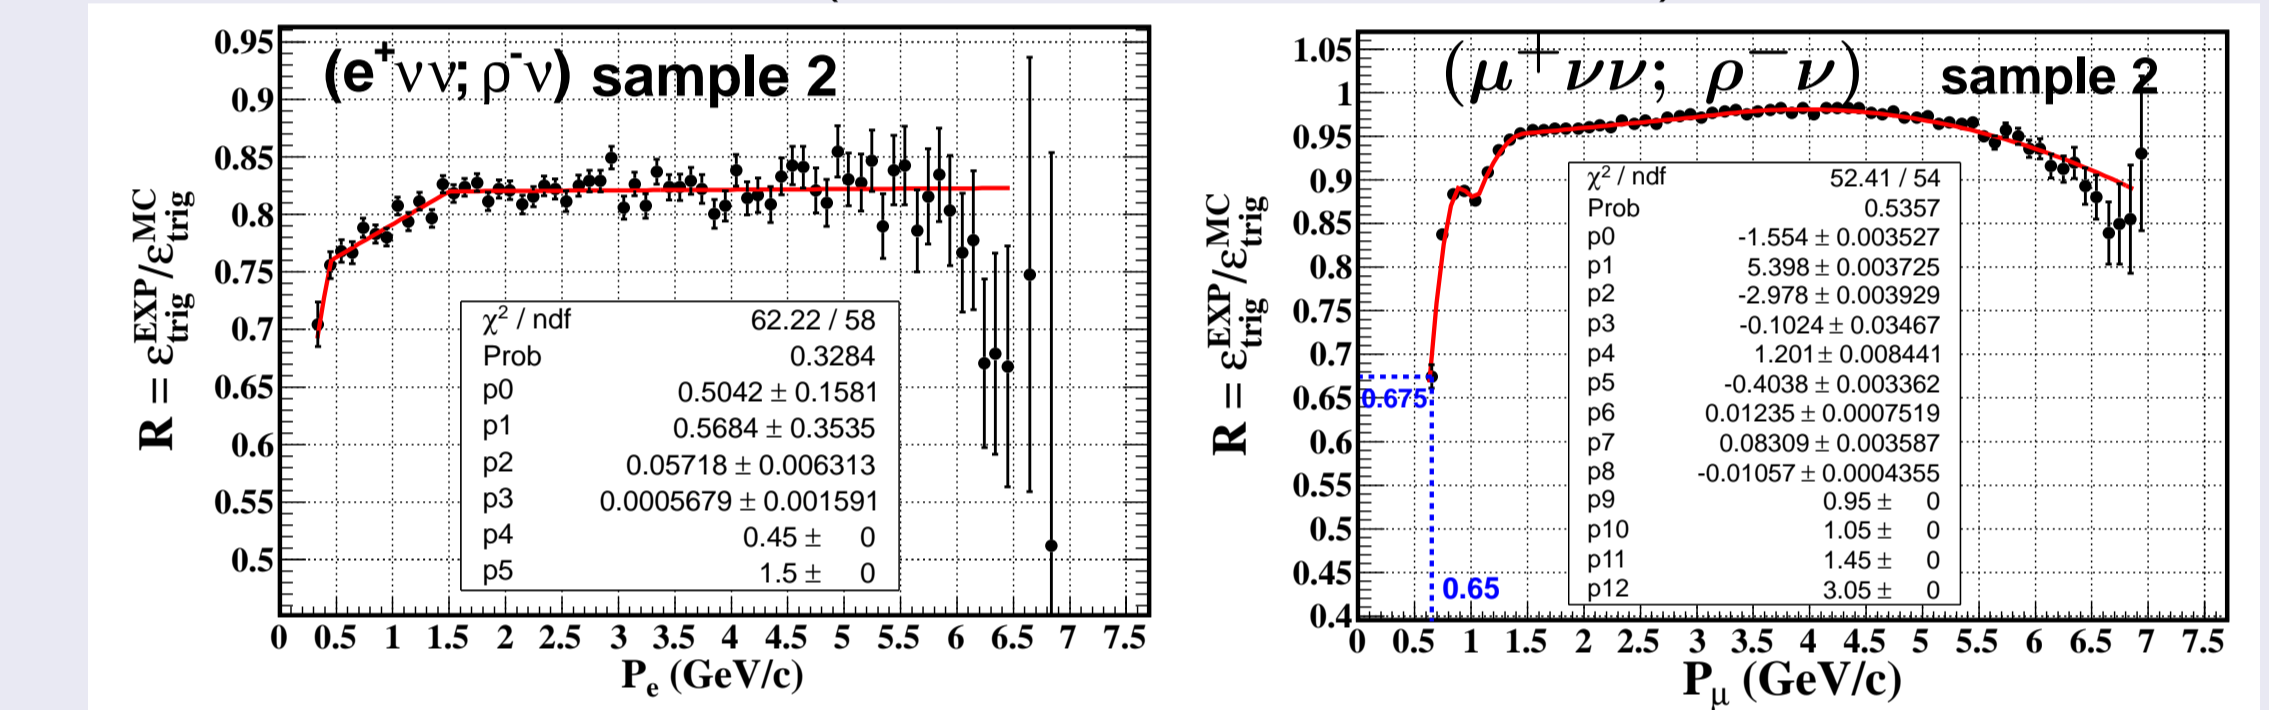 (e⁺νν; ρ⁻ν) sample 2
R = ε_trig^EXP/ε_trig^MC
0.95
0.9
0.85
0.8
0.75
0.7
0.65
0.6
0.55
0.5
χ² / ndf 62.22 / 58
Prob 0.3284
p0 0.5042 ± 0.1581
p1 0.5684 ± 0.3535
p2 0.05718 ± 0.006313
p3 0.0005679 ± 0.001591
p4 0.45 ± 0
p5 1.5 ± 0
0 0.5 1 1.5 2 2.5 3 3.5 4 4.5 5 5.5 6 6.5 7 7.5
P_e (GeV/c)
(μ⁺νν; ρ⁻ν) sample 2
R = ε_trig^EXP/ε_trig^MC
1.05
1
0.95
0.9
0.85
0.8
0.75
0.7
0.65
0.6
0.55
0.5
0.45
0.4
0.675
0.65
χ² / ndf 52.41 / 54
Prob 0.5357
p0 -1.554 ± 0.003527
p1 5.398 ± 0.003725
p2 -2.978 ± 0.003929
p3 -0.1024 ± 0.03467
p4 1.201 ± 0.008441
p5 -0.4038 ± 0.003362
p6 0.01235 ± 0.0007519
p7 0.08309 ± 0.003587
p8 -0.01057 ± 0.0004355
p9 0.95 ± 0
p10 1.05 ± 0
p11 1.45 ± 0
p12 3.05 ± 0
0 0.5 1 1.5 2 2.5 3 3.5 4 4.5 5 5.5 6 6.5 7 7.5
P_μ (GeV/c)